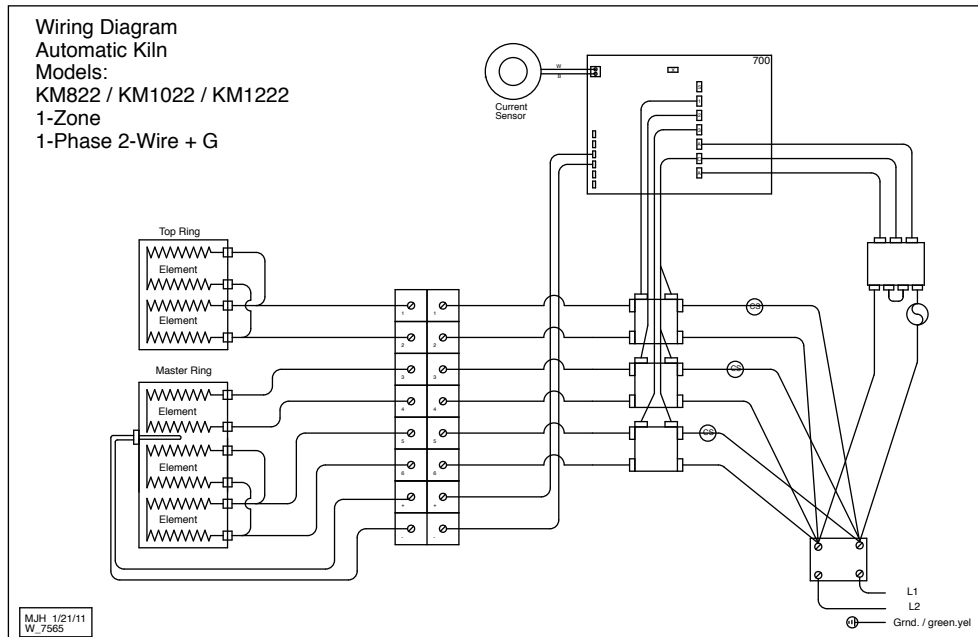 Wiring Diagram
Automatic Kiln
Models:
KM822 / KM1022 / KM1222
1-Zone
1-Phase 2-Wire + G
700
W
B
Current
Sensor
Top Ring
Element
Element
Master Ring
Element
Element
Element
1 1
2 2
3 3
4 4
5 5
6 6
+ +
- -
CS
CS
CS
L1
L2
Grnd. / green.yel
MJH 1/21/11
W_7565